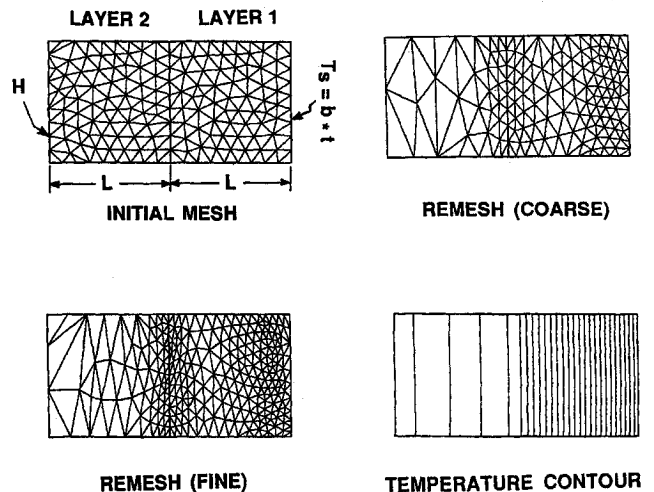 LAYER 2 LAYER 1
H
Ts = b * t
L L
INITIAL MESH
REMESH (COARSE)
REMESH (FINE)
TEMPERATURE CONTOUR